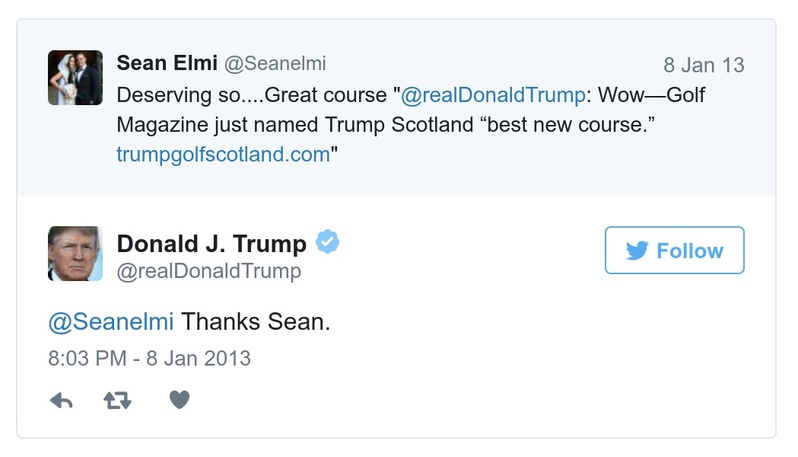 Sean Elmi @Seanelmi 8 Jan 13
Deserving so....Great course "@realDonaldTrump: Wow—Golf
Magazine just named Trump Scotland “best new course.”
trumpgolfscotland.com"
Donald J. Trump
@realDonaldTrump
Follow
@Seanelmi Thanks Sean.
8:03 PM - 8 Jan 2013